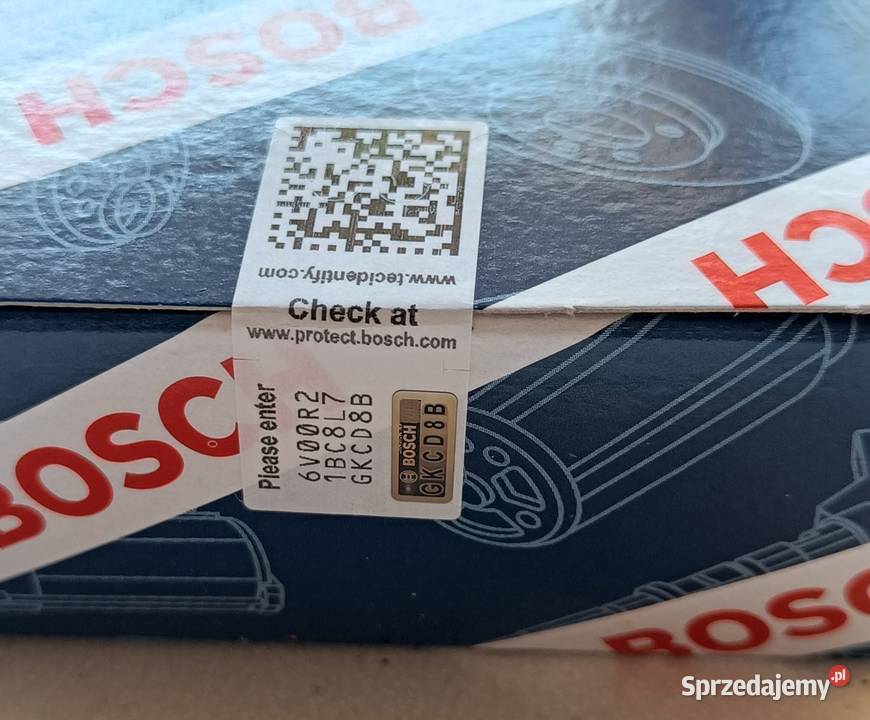 BOSCH
www.tecidentify.com
Check at
www.protect.bosch.com
Please enter
6V00R2
1BC8L7
GKCD8B
BOSCH
GKCD8B
BOSCH
BOSCH
BOSCH
Sprzedajemy.pl